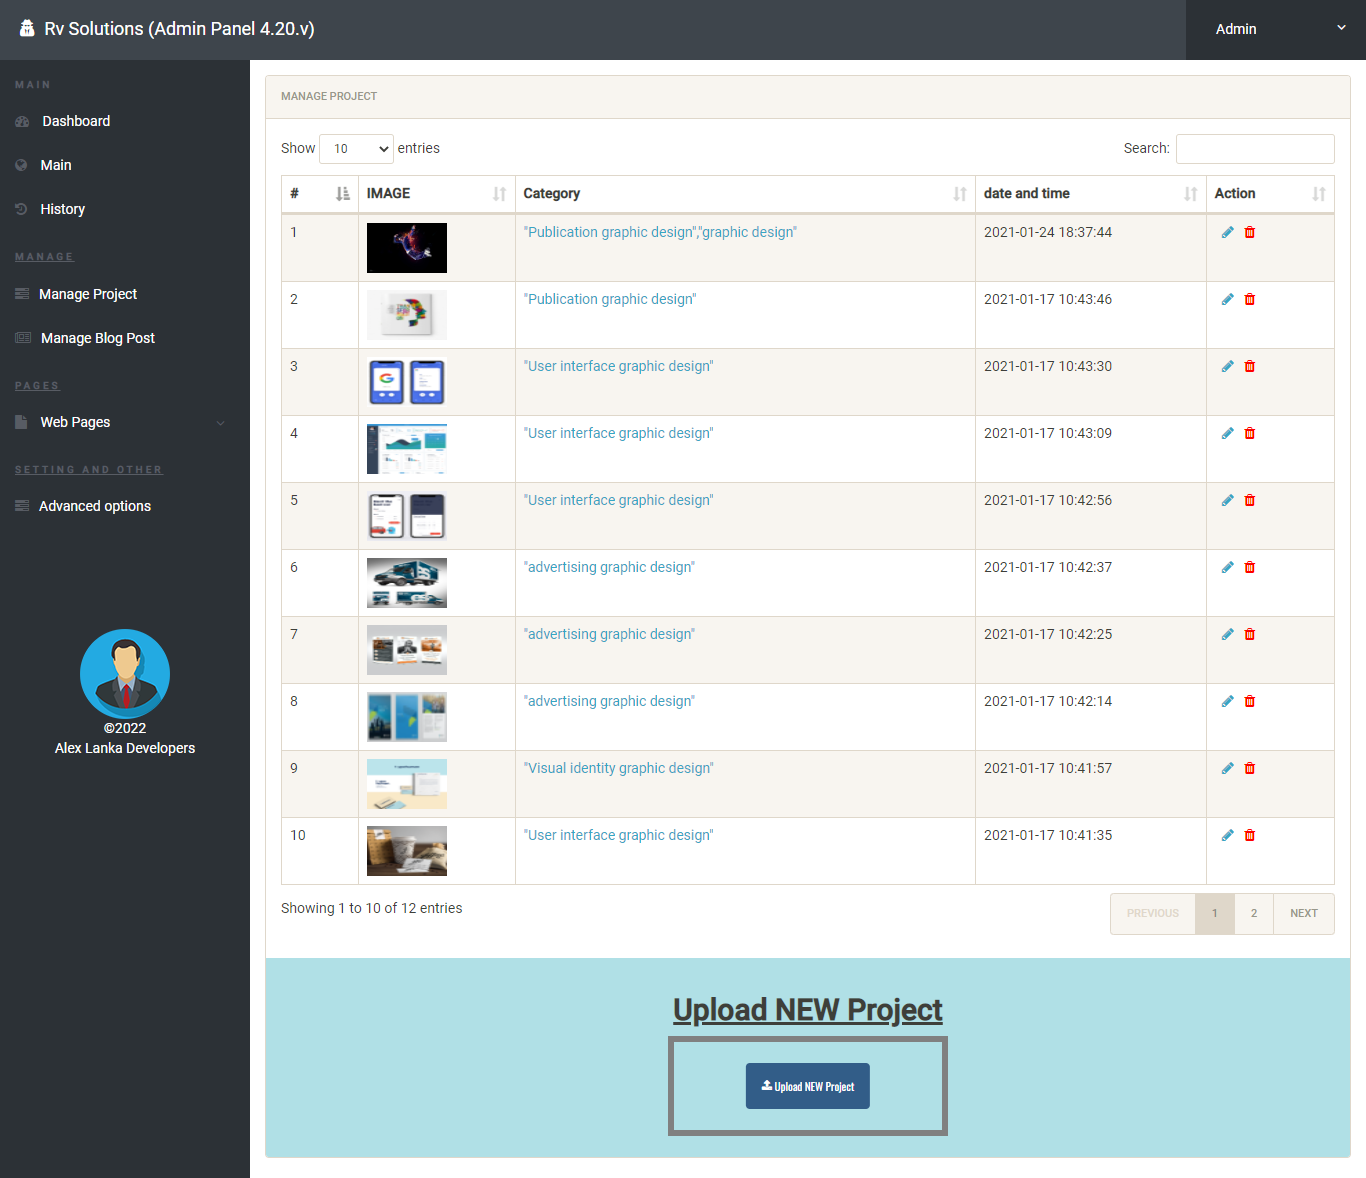 Rv Solutions (Admin Panel 4.20.v)
Admin
MAIN
Dashboard
Main
History
MANAGE
Manage Project
Manage Blog Post
PAGES
Web Pages
SETTING AND OTHER
Advanced options
©2022
Alex Lanka Developers
MANAGE PROJECT
Show 10 entries
Search:
# IMAGE Category date and time Action
1 "Publication graphic design","graphic design" 2021-01-24 18:37:44
2 "Publication graphic design" 2021-01-17 10:43:46
3 "User interface graphic design" 2021-01-17 10:43:30
4 "User interface graphic design" 2021-01-17 10:43:09
5 "User interface graphic design" 2021-01-17 10:42:56
6 "advertising graphic design" 2021-01-17 10:42:37
7 "advertising graphic design" 2021-01-17 10:42:25
8 "advertising graphic design" 2021-01-17 10:42:14
9 "Visual identity graphic design" 2021-01-17 10:41:57
10 "User interface graphic design" 2021-01-17 10:41:35
Showing 1 to 10 of 12 entries
PREVIOUS 1 2 NEXT
Upload NEW Project
Upload NEW Project